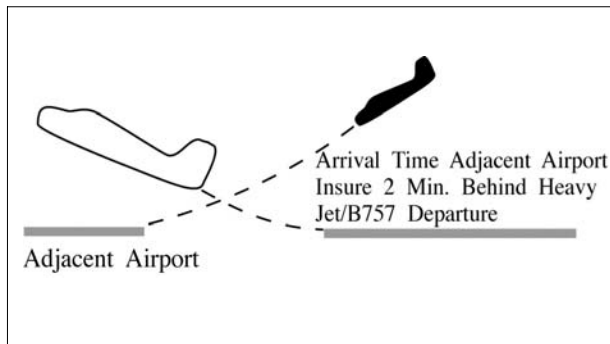 Arrival Time Adjacent Airport
Insure 2 Min. Behind Heavy
Jet/B757 Departure
Adjacent Airport